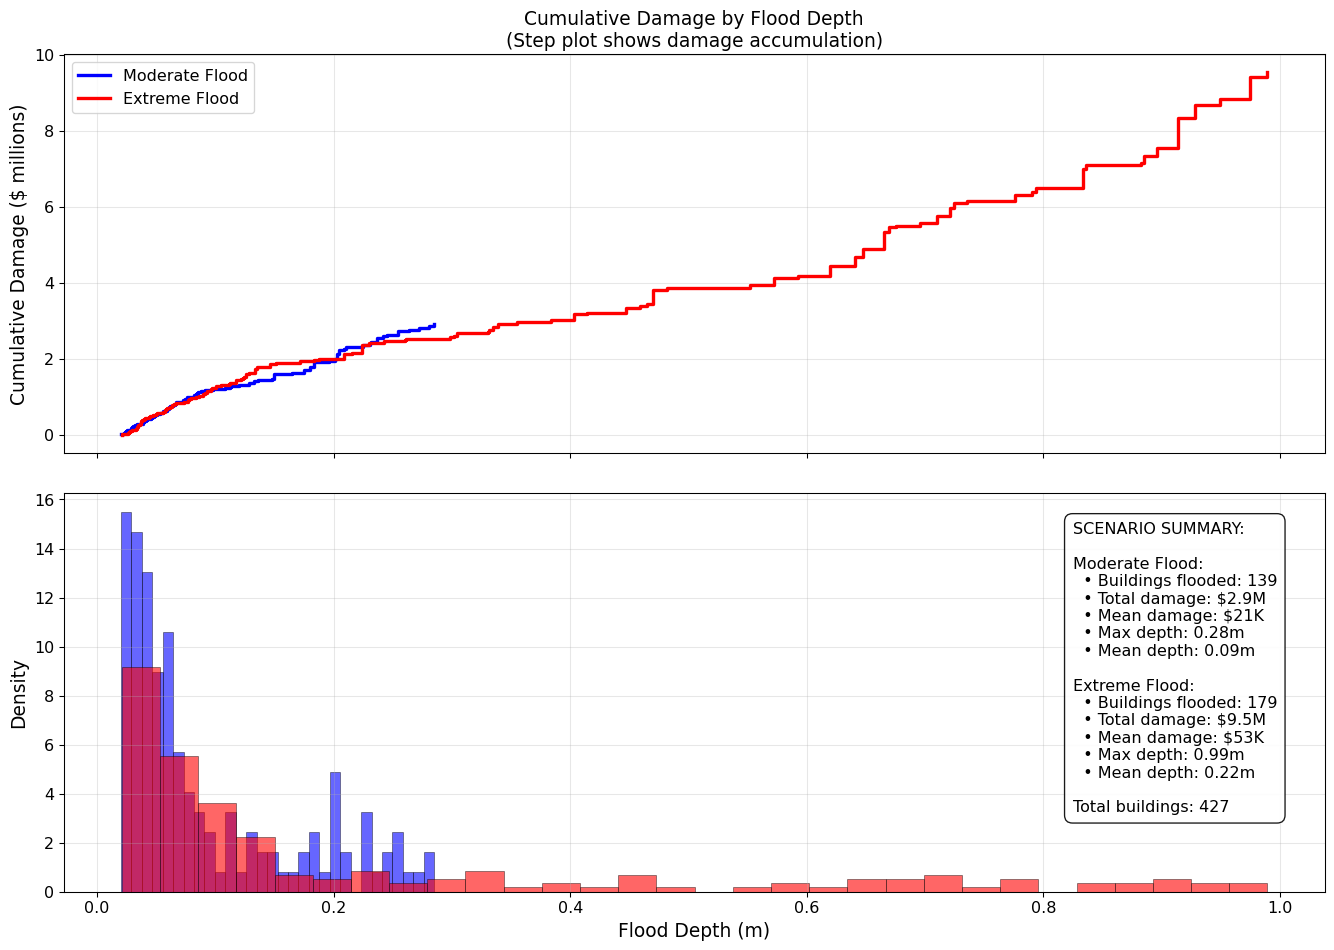 Cumulative Damage by Flood Depth
(Step plot shows damage accumulation)
Cumulative Damage ($ millions)
10
8
6
4
2
0
Moderate Flood
Extreme Flood
Density
16
14
12
10
8
6
4
2
0
SCENARIO SUMMARY:
Moderate Flood:
• Buildings flooded: 139
• Total damage: $2.9M
• Mean damage: $21K
• Max depth: 0.28m
• Mean depth: 0.09m
Extreme Flood:
• Buildings flooded: 179
• Total damage: $9.5M
• Mean damage: $53K
• Max depth: 0.99m
• Mean depth: 0.22m
Total buildings: 427
0.0 0.2 0.4 0.6 0.8 1.0
Flood Depth (m)